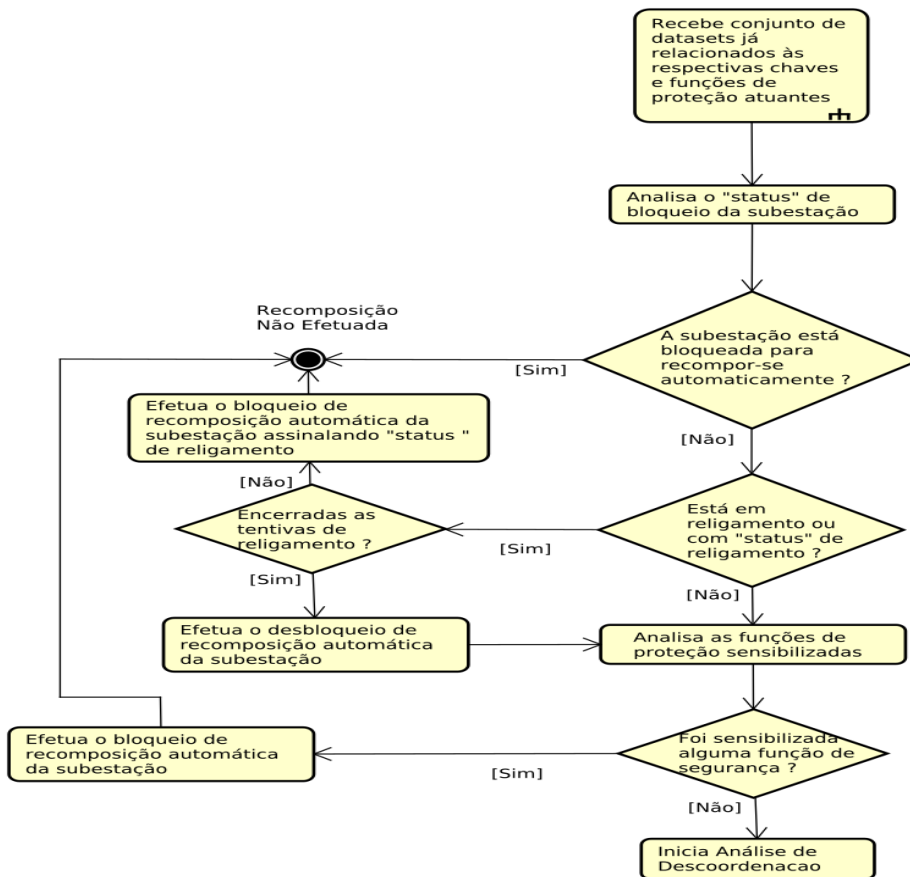 Recebe conjunto de
datasets já
relacionados às
respectivas chaves
e funções de
proteção atuantes
Analisa o "status" de
bloqueio da subestação
Recomposição
Não Efetuada
A subestação está
bloqueada para
recompor-se
automaticamente ?
[Sim]
Efetua o bloqueio de
recomposição automática da
subestação assinalando "status "
de religamento
[Não]
[Não]
Encerradas as
tentivas de
religamento ?
Está em
religamento ou
com "status" de
religamento ?
[Sim]
[Sim]
[Não]
Efetua o desbloqueio de
recomposição automática
da subestação
Analisa as funções de
proteção sensibilizadas
Efetua o bloqueio de
recomposição automática
da subestação
Foi sensibilizada
alguma função de
segurança ?
[Sim]
[Não]
Inicia Análise de
Descoordenacao